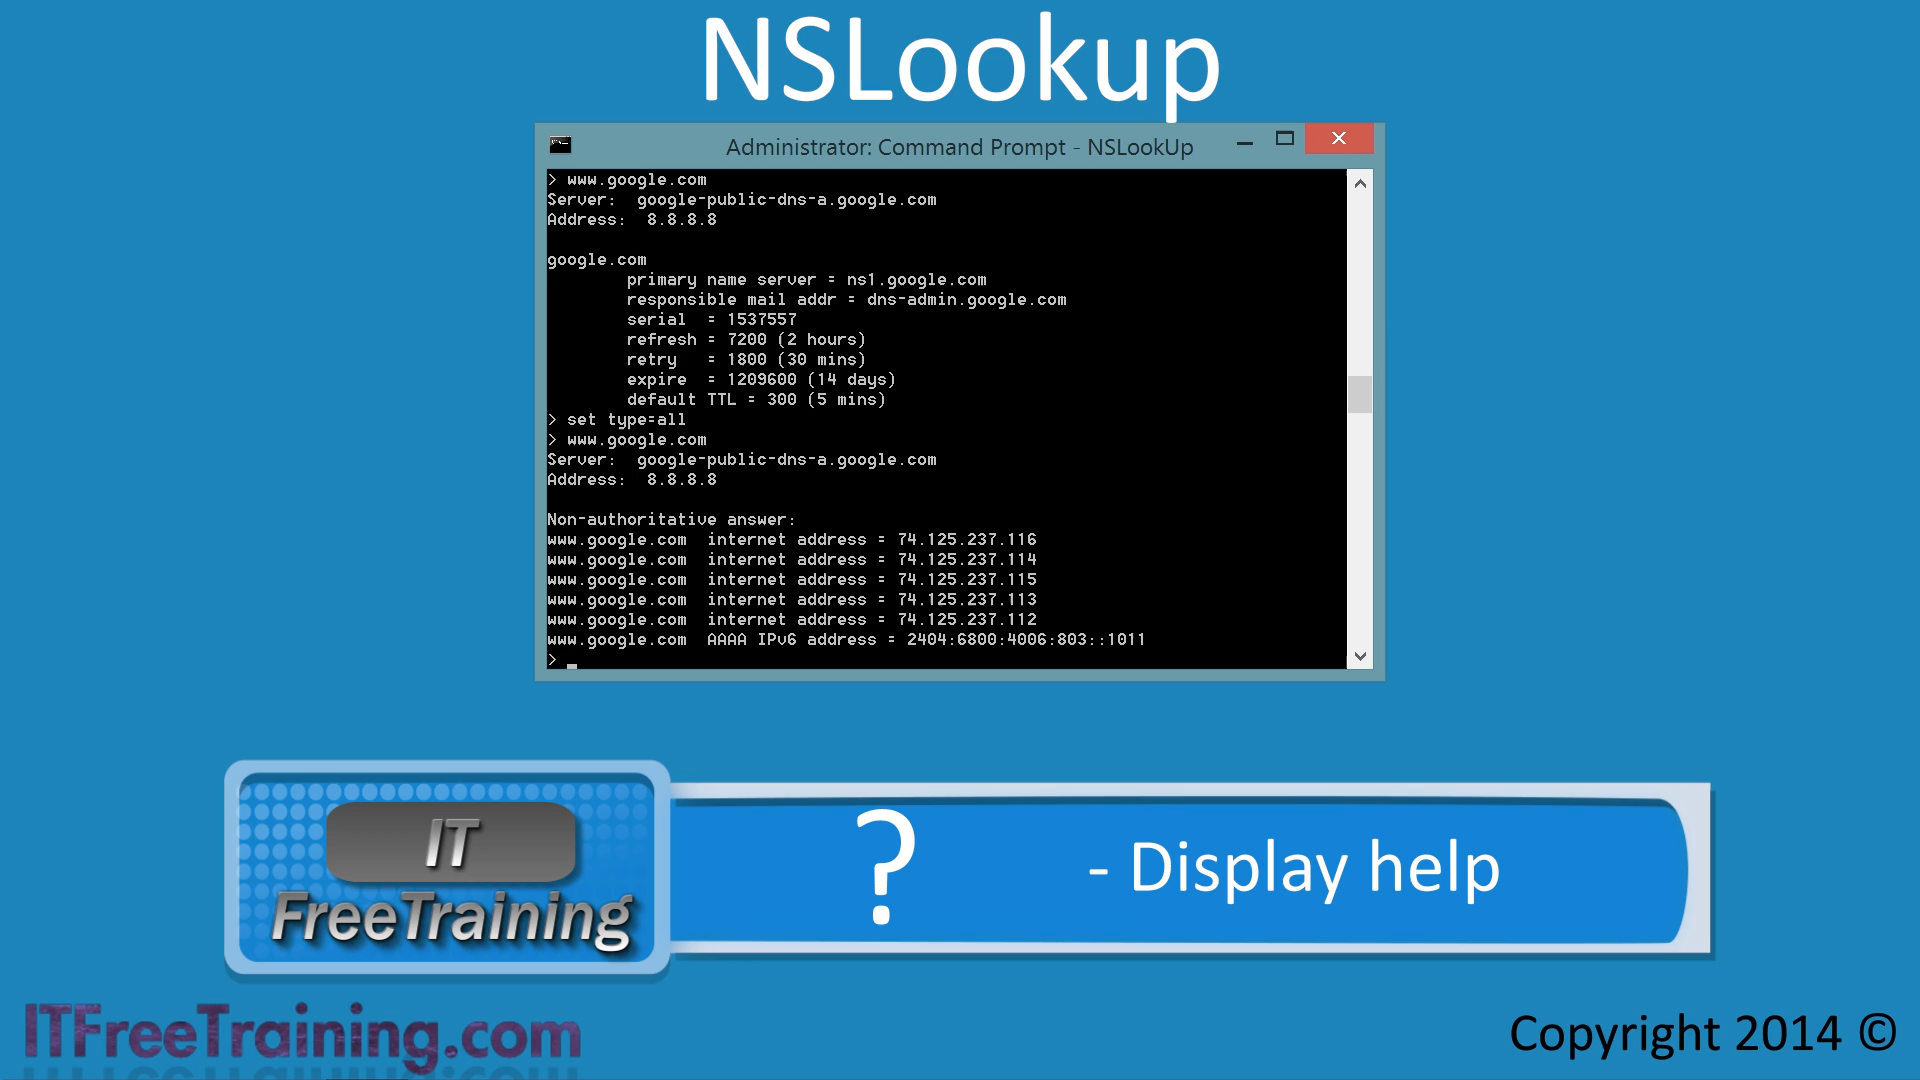 NSLookup
Administrator: Command Prompt - NSLookUp
> www.google.com
Server:  google-public-dns-a.google.com
Address:  8.8.8.8
google.com
primary name server = ns1.google.com
responsible mail addr = dns-admin.google.com
serial  = 1537557
refresh = 7200 (2 hours)
retry   = 1800 (30 mins)
expire  = 1209600 (14 days)
default TTL = 300 (5 mins)
> set type=all
> www.google.com
Server:  google-public-dns-a.google.com
Address:  8.8.8.8
Non-authoritative answer:
www.google.com  internet address = 74.125.237.116
www.google.com  internet address = 74.125.237.114
www.google.com  internet address = 74.125.237.115
www.google.com  internet address = 74.125.237.113
www.google.com  internet address = 74.125.237.112
www.google.com  AAAA IPv6 address = 2404:6800:4006:803::1011
>
IT
FreeTraining
? - Display help
ITFreeTraining.com
Copyright 2014 ©